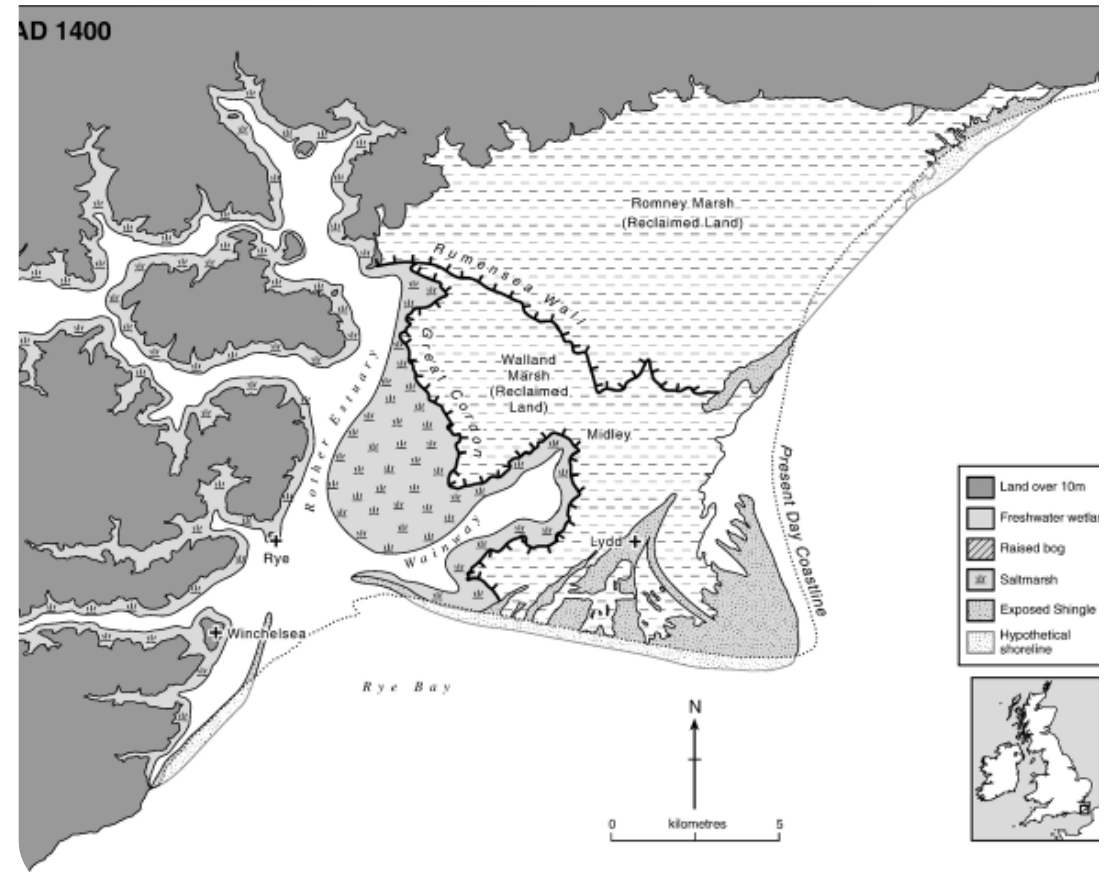 AD 1400
Romney Marsh
(Reclaimed Land)
Rumensea Wall
Great Cordon
Walland
Marsh
(Reclaimed
Land)
Rother Estuary
Midley
Present Day Coastline
Wainway
Lydd
Rye
Winchelsea
Rye Bay
N
0 kilometres 5
Land over 10m
Freshwater
Raised bog
Saltmarsh
Exposed Shingle
Hypothetical
shoreline